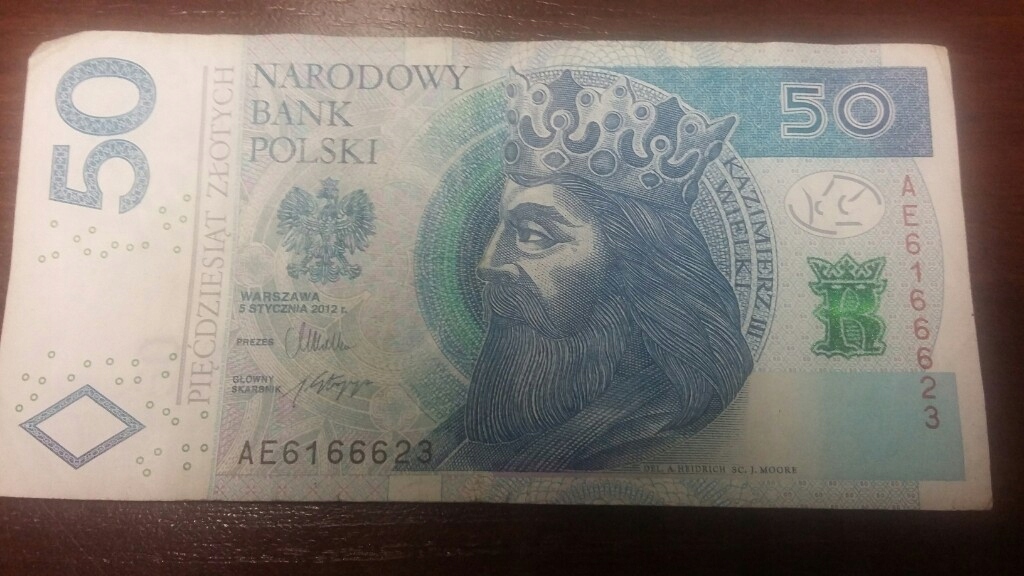 50
PIĘĆDZIESIĄT ZŁOTYCH
NARODOWY
BANK
POLSKI
WARSZAWA
5 STYCZNIA 2012 r.
PREZES
GŁÓWNY
SKARBNIK
AE6166623
KAZIMIERZ III
WIELKI
50
AE6166623
DEL. A. HEIDRICH SC. J. MOORE